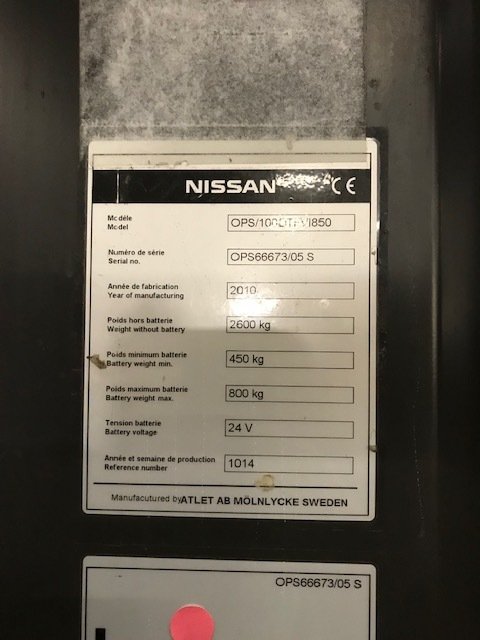 NISSAN CE
Modèle
Model
Numéro de série OPS66673/05 S
Serial no.
Année de fabrication 2010
Year of manufacturing
Poids hors batterie 2600 kg
Weight without battery
Poids minimum batterie 450 kg
Battery weight min.
Poids maximum batterie 800 kg
Battery weight max.
Tension batterie 24 V
Battery voltage
Année et semaine de production 1014
Reference number
Manufacutured by ATLET AB MÖLNLYCKE SWEDEN
OPS66673/05 S